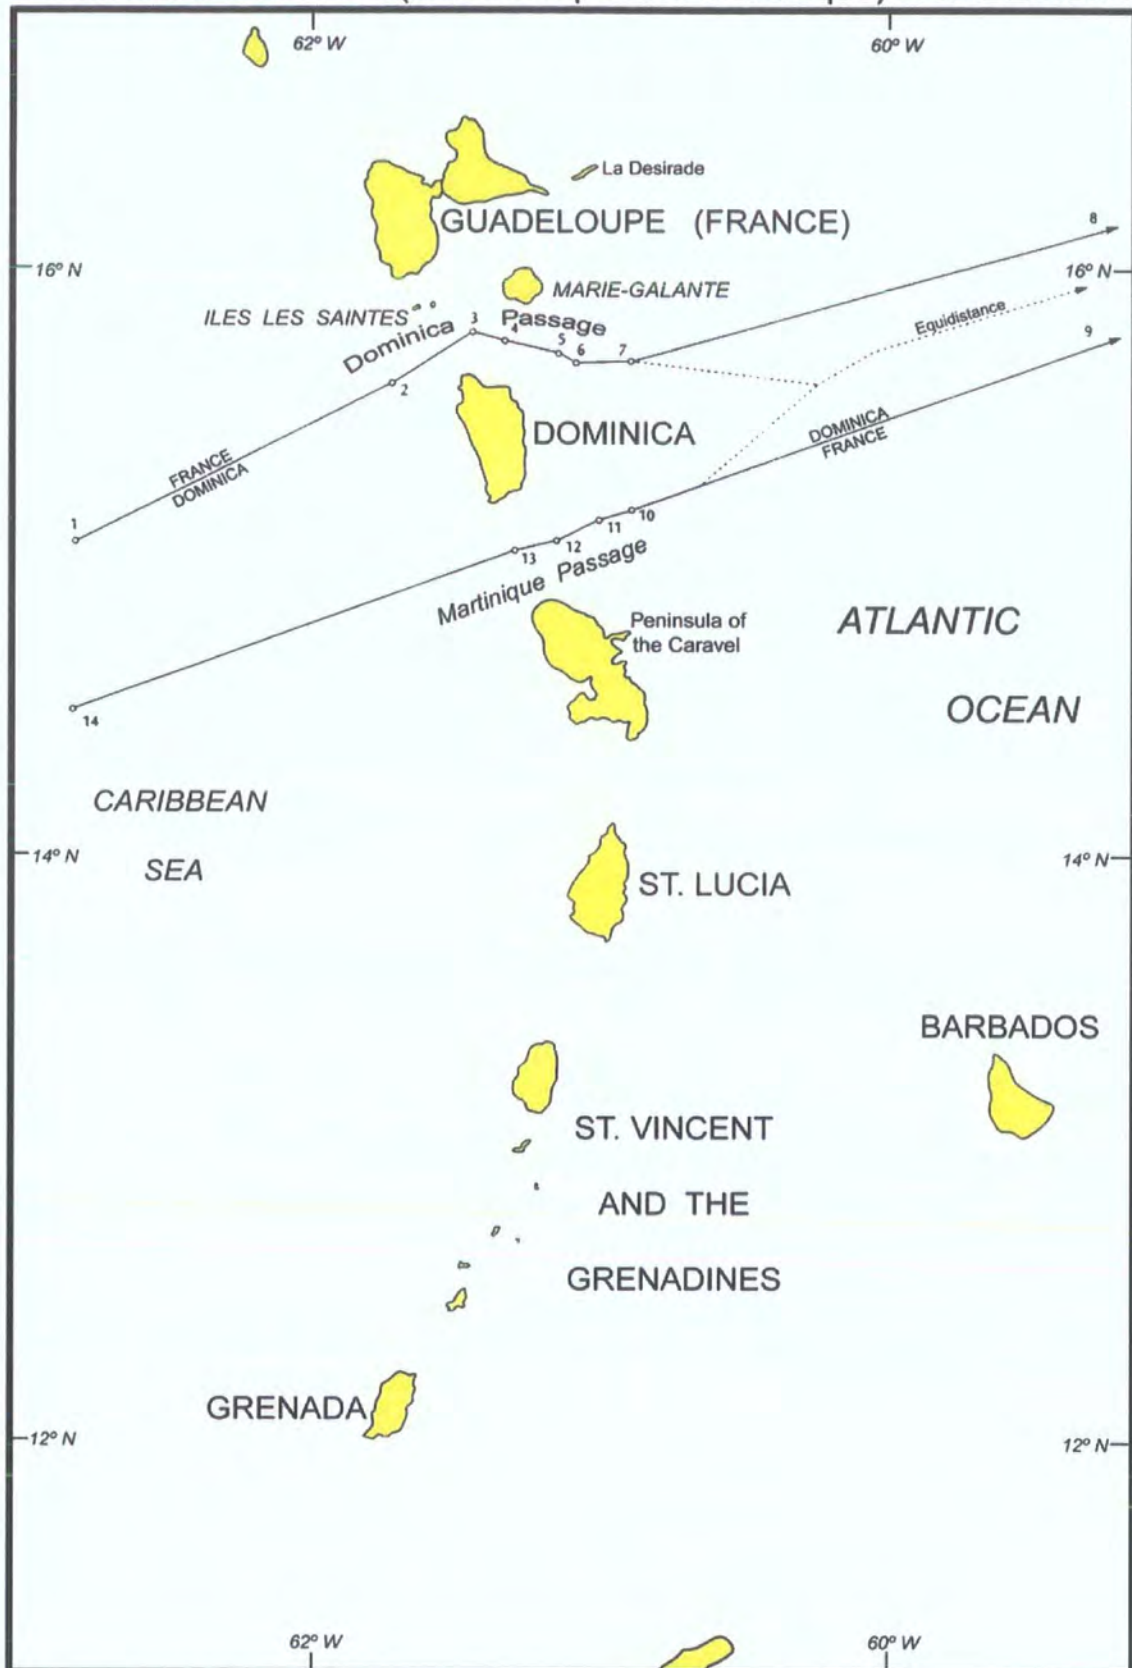 62° W
60° W
La Desirade
GUADELOUPE (FRANCE)
8
16° N
16° N
MARIE-GALANTE
ILES LES SAINTES
Dominica Passage
Equidistance
3
4
5
6
7
9
2
DOMINICA
DOMINICA
FRANCE
FRANCE
DOMINICA
1
10
11
12
13
Martinique Passage
Peninsula of
the Caravel
ATLANTIC
OCEAN
14
CARIBBEAN
SEA
14° N
14° N
ST. LUCIA
BARBADOS
ST. VINCENT
AND THE
GRENADINES
GRENADA
12° N
12° N
62° W
60° W